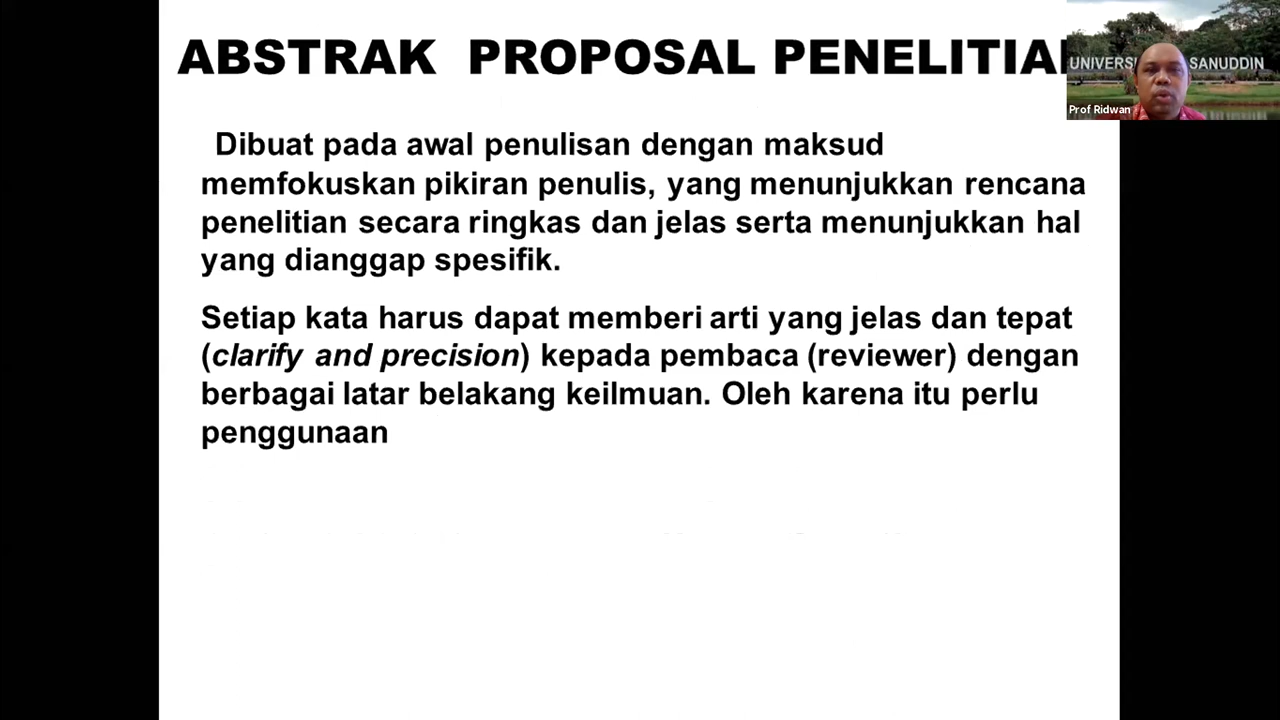 ABSTRAK PROPOSAL PENELITIA
UNIVERSI SANUDDIN
Prof Ridwan
Dibuat pada awal penulisan dengan maksud
memfokuskan pikiran penulis, yang menunjukkan rencana
penelitian secara ringkas dan jelas serta menunjukkan hal
yang dianggap spesifik.
Setiap kata harus dapat memberi arti yang jelas dan tepat
(clarify and precision) kepada pembaca (reviewer) dengan
berbagai latar belakang keilmuan. Oleh karena itu perlu
penggunaan